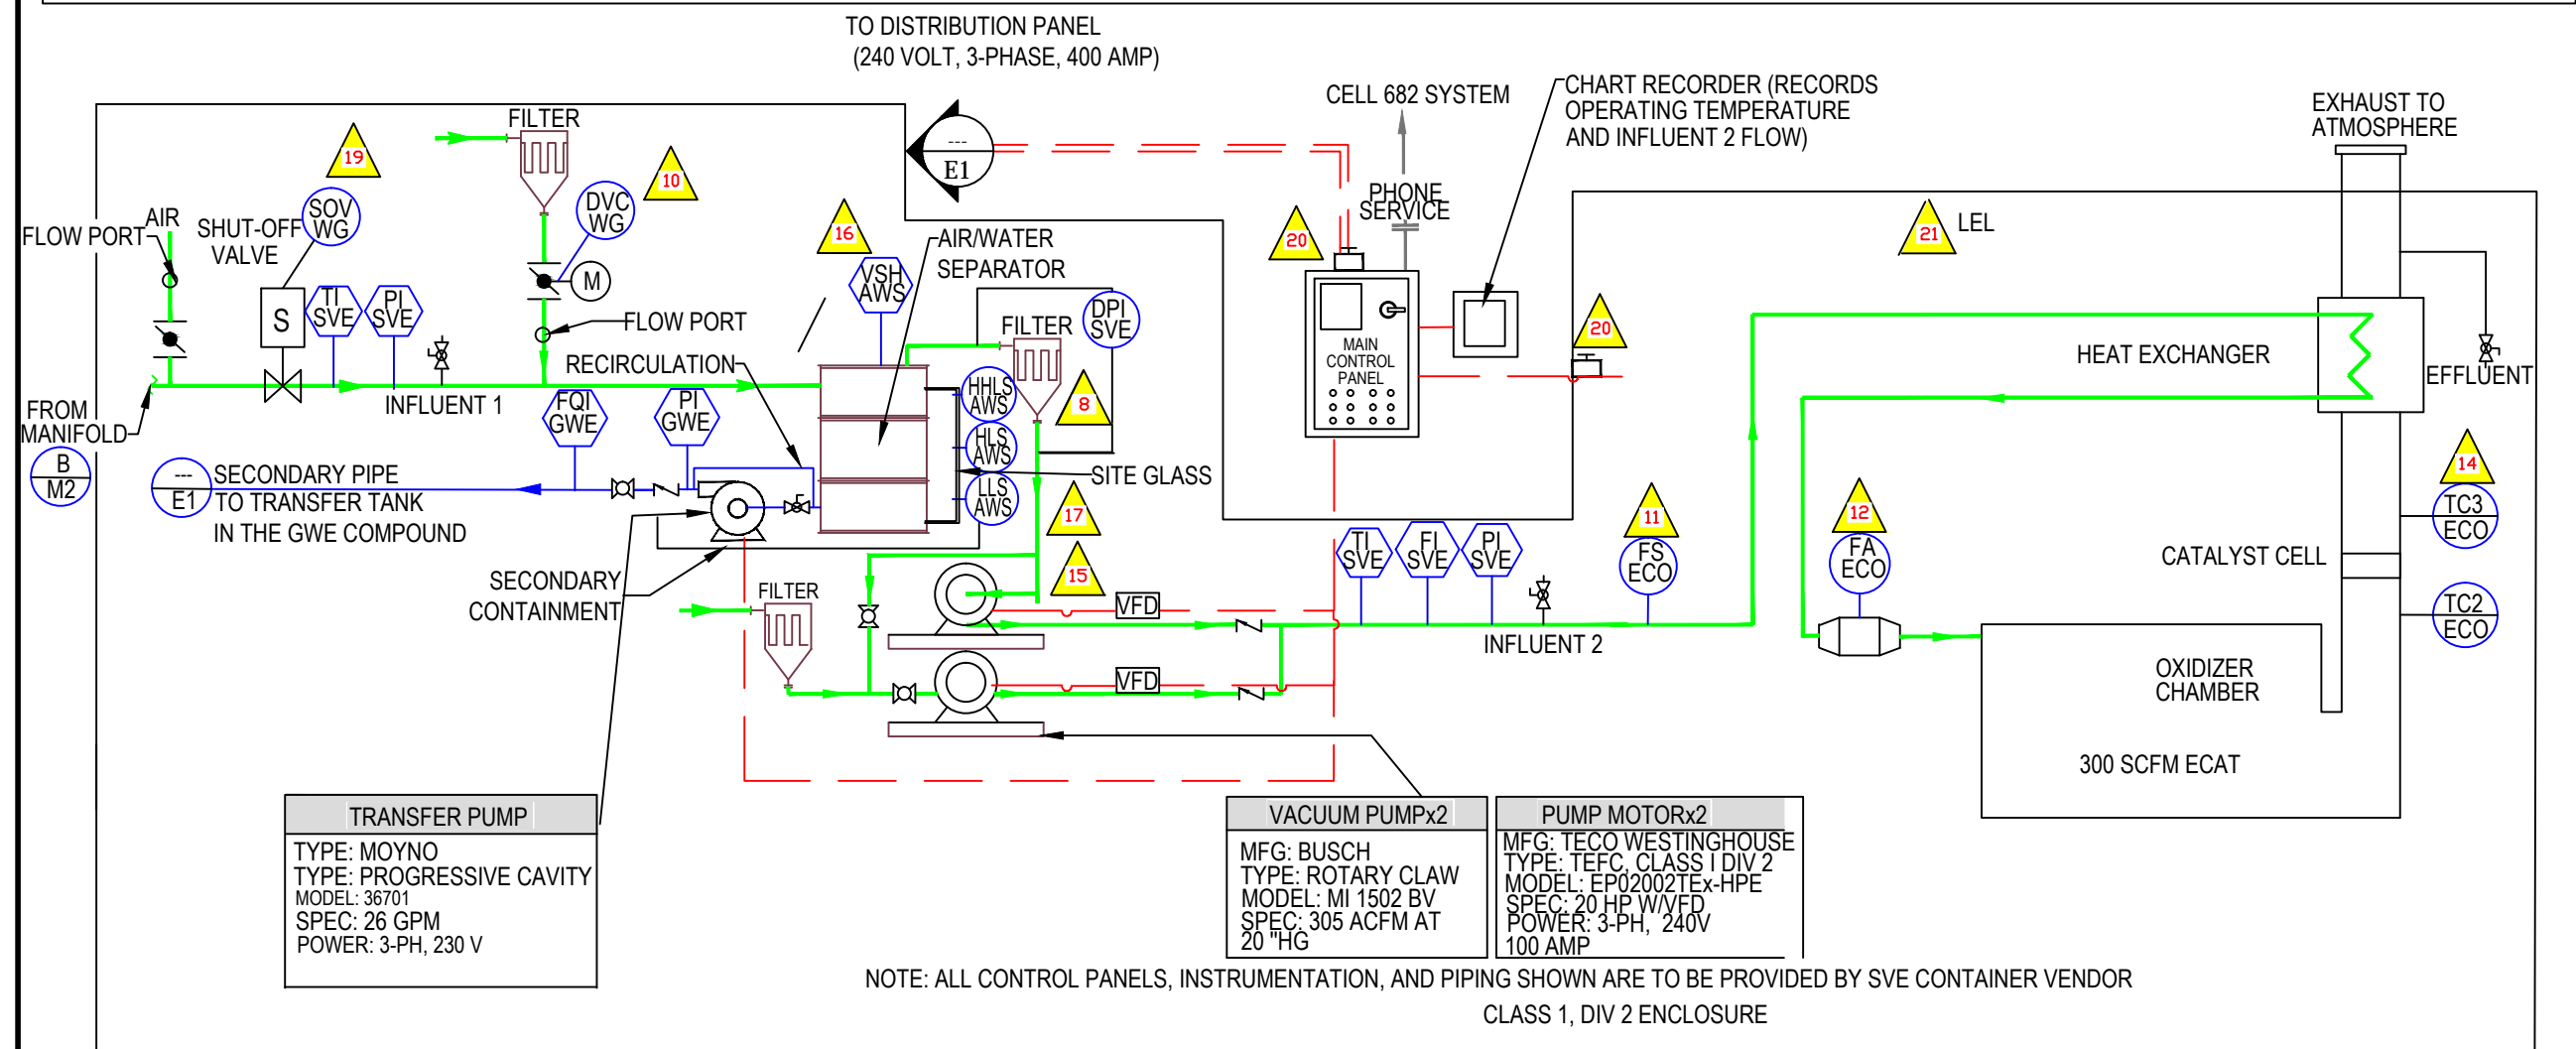 TO DISTRIBUTION PANEL
(240 VOLT, 3-PHASE, 400 AMP)
CELL 682 SYSTEM
CHART RECORDER (RECORDS
OPERATING TEMPERATURE
AND INFLUENT 2 FLOW)
EXHAUST TO
ATMOSPHERE
FILTER
19
10
---
E1
PHONE
SERVICE
AIR
FLOW PORT
SHUT-OFF
VALVE
SOV
WG
DVC
WG
16
AIR/WATER
SEPARATOR
20
21
LEL
S
TI
SVE
PI
SVE
M
FLOW PORT
VSH
AWS
FILTER
DPI
SVE
MAIN
CONTROL
PANEL
20
HEAT EXCHANGER
EFFLUENT
RECIRCULATION
INFLUENT 1
FROM
MANIFOLD
B
M2
FQI
GWE
PI
GWE
HHLS
AWS
HLS
AWS
LLS
AWS
8
SITE GLASS
---
E1
SECONDARY PIPE
TO TRANSFER TANK
IN THE GWE COMPOUND
17
15
14
TC3
ECO
11
FS
ECO
12
FA
ECO
TI
SVE
FI
SVE
PI
SVE
CATALYST CELL
SECONDARY
CONTAINMENT
FILTER
VFD
VFD
INFLUENT 2
TC2
ECO
OXIDIZER
CHAMBER
300 SCFM ECAT
TRANSFER PUMP
TYPE: MOYNO
TYPE: PROGRESSIVE CAVITY
MODEL: 36701
SPEC: 26 GPM
POWER: 3-PH, 230 V
VACUUM PUMPx2
MFG: BUSCH
TYPE: ROTARY CLAW
MODEL: MI 1502 BV
SPEC: 305 ACFM AT
20 "HG
PUMP MOTORx2
MFG: TECO WESTINGHOUSE
TYPE: TEFC, CLASS I DIV 2
MODEL: EP02002TEx-HPE
SPEC: 20 HP W/VFD
POWER: 3-PH, 240V
100 AMP
NOTE: ALL CONTROL PANELS, INSTRUMENTATION, AND PIPING SHOWN ARE TO BE PROVIDED BY SVE CONTAINER VENDOR
CLASS 1, DIV 2 ENCLOSURE